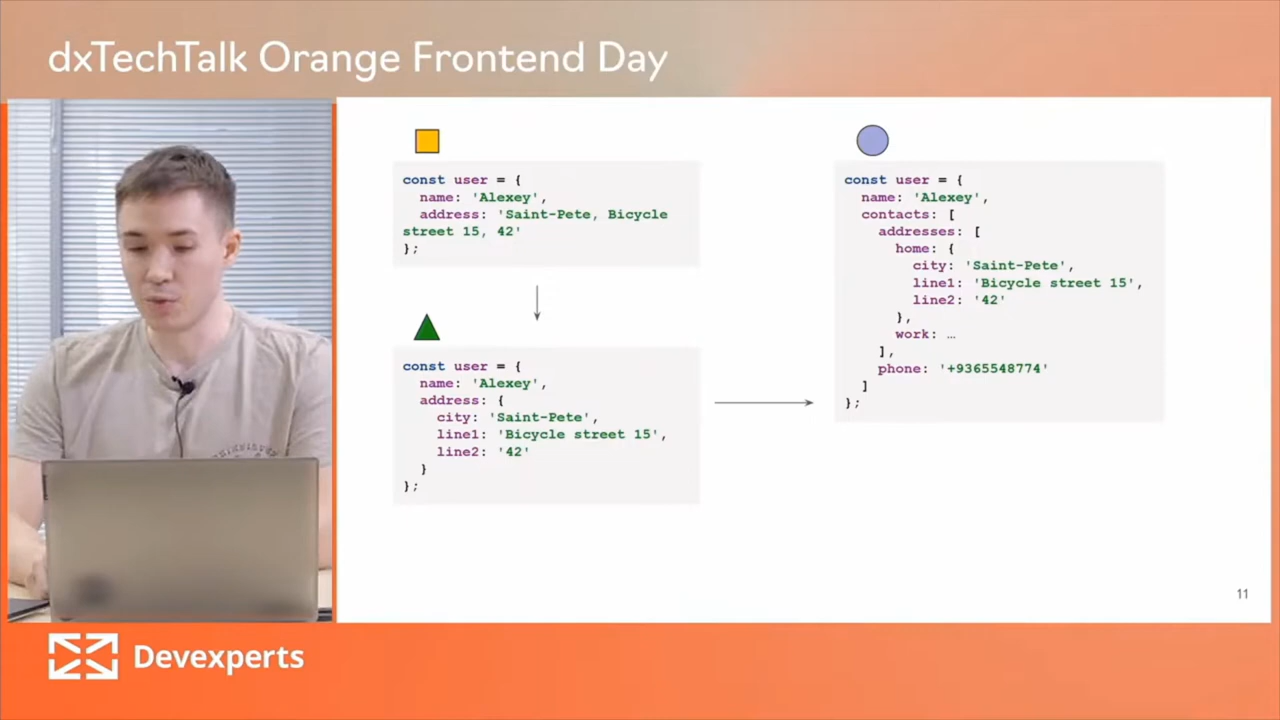 dxTechTalk Orange Frontend Day
const user = {
name: 'Alexey',
address: 'Saint-Pete, Bicycle
street 15, 42'
};
const user = {
name: 'Alexey',
address: {
city: 'Saint-Pete',
line1: 'Bicycle street 15',
line2: '42'
}
};
const user = {
name: 'Alexey',
contacts: [
addresses: [
home: {
city: 'Saint-Pete',
line1: 'Bicycle street 15',
line2: '42'
},
work: …
],
phone: '+9365548774'
]
};
11
Devexperts